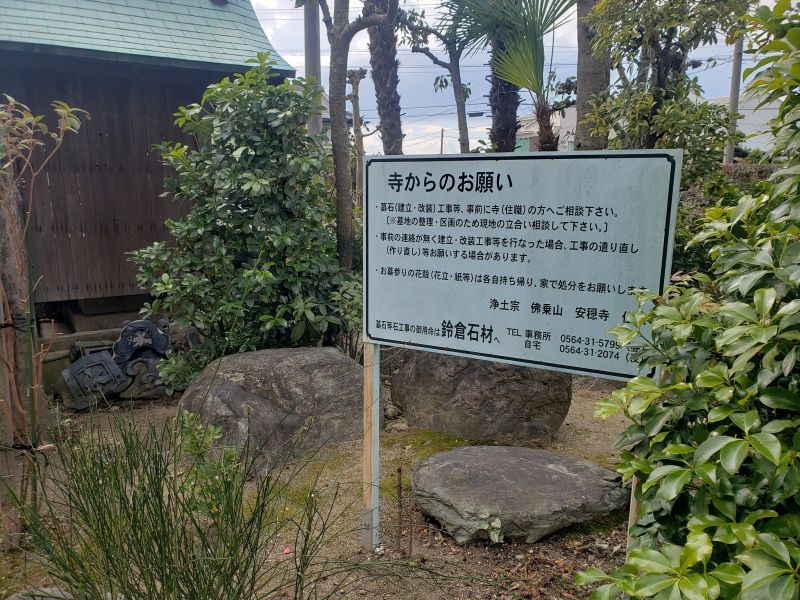 寺からのお願い
・墓石(建立・改装)工事等、事前に寺(住職)の方へご相談下さい。
〔※墓地の整理・区画のため現地の立合い相談して下さい。〕
・事前の連絡が無く建立・改装工事等を行なった場合、工事の遣り直し
(作り直し)等お願いする場合があります。
・お墓参りの花殻(花立・紙等)は各自持ち帰り、家で処分をお願いします
浄土宗 佛乗山 安穏寺
墓石等石工事の御用命は鈴倉石材へ
TEL 事務所 0564-31-5799
自宅 0564-31-2074